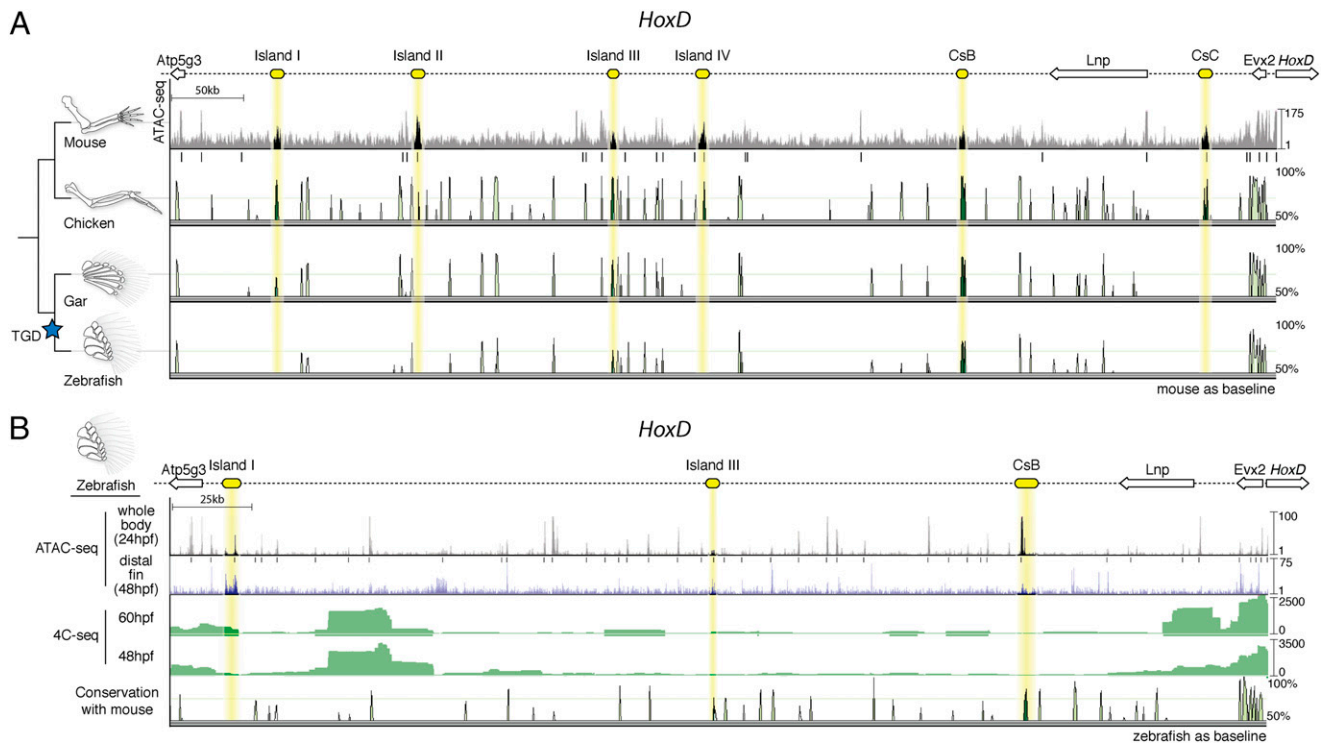 A
HoxD
Atp5g3 Island I Island II Island III Island IV CsB Lnp CsC Evx2 HoxD
50kb
ATAC-seq
175
1
Mouse
100%
50%
Chicken
100%
50%
Gar
TGD
100%
50%
Zebrafish
mouse as baseline
B
HoxD
Zebrafish
Atp5g3 Island I Island III CsB Lnp Evx2 HoxD
25kb
ATAC-seq
whole
body
(24hpf)
100
1
distal
fin
(48hpf)
75
1
4C-seq
60hpf
2500
0
48hpf
3500
0
Conservation
with mouse
100%
50%
zebrafish as baseline